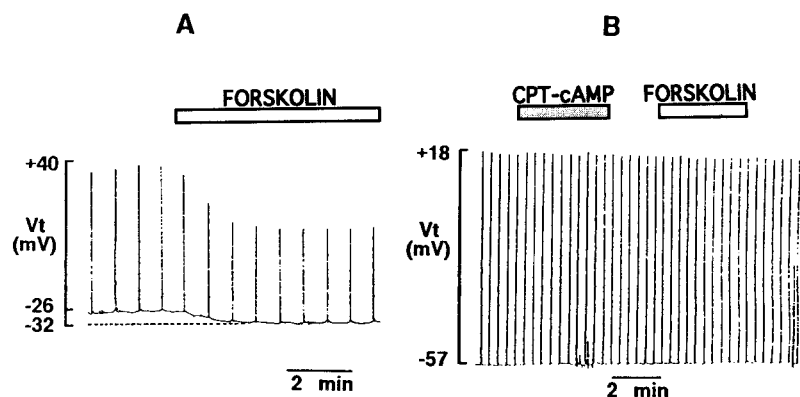 A
FORSKOLIN
+40
Vt
(mV)
-26
-32
2 min
B
CPT-cAMP
FORSKOLIN
+18
Vt
(mV)
-57
2 min